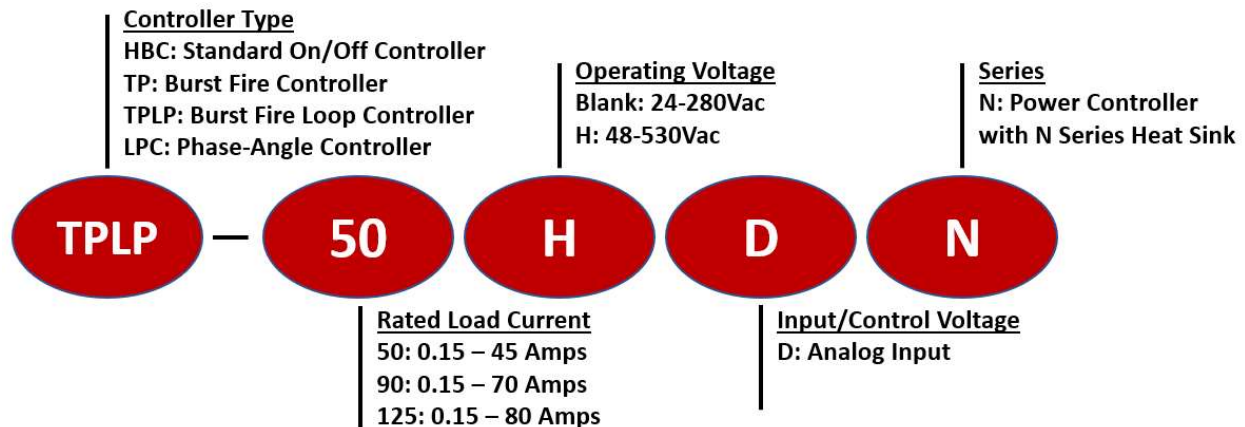 Controller Type
HBC: Standard On/Off Controller
TP: Burst Fire Controller
TPLP: Burst Fire Loop Controller
LPC: Phase-Angle Controller
Operating Voltage
Blank: 24-280Vac
H: 48-530Vac
Series
N: Power Controller
with N Series Heat Sink
TPLP — 50 H D N
Rated Load Current
50: 0.15 – 45 Amps
90: 0.15 – 70 Amps
125: 0.15 – 80 Amps
Input/Control Voltage
D: Analog Input